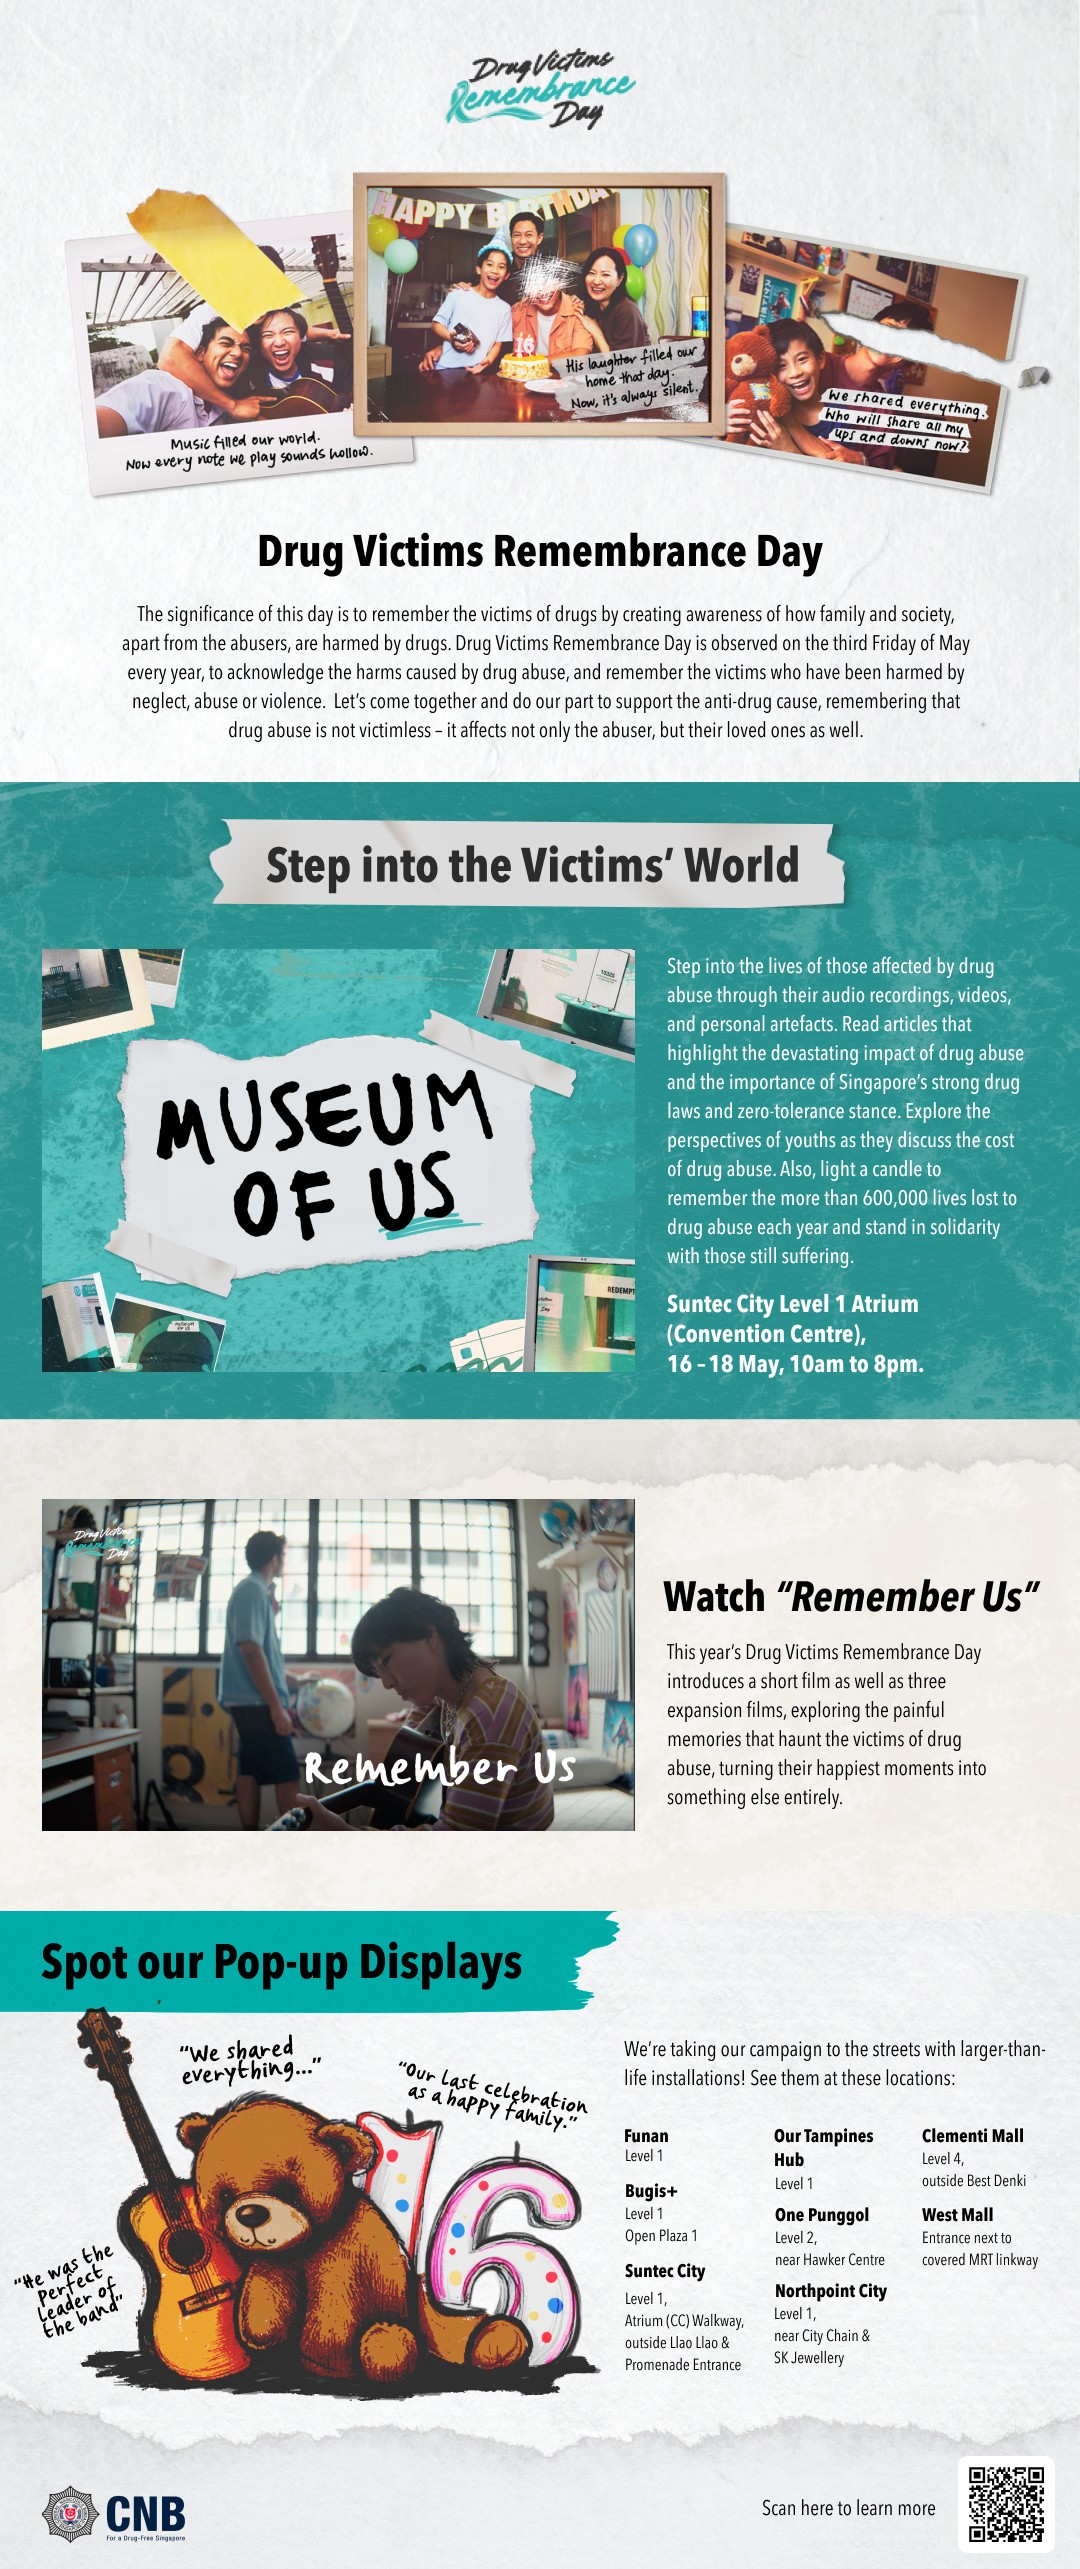 Drug Victims
Remembrance
Day
HAPPY BIRTHDA
16
His laughter filled our
home that day.
Now, it's always silent.
Music filled our world.
Now every note we play sounds hollow.
We shared everything.
Who will share all my
ups and downs now?
Drug Victims Remembrance Day
The significance of this day is to remember the victims of drugs by creating awareness of how family and society,
apart from the abusers, are harmed by drugs. Drug Victims Remembrance Day is observed on the third Friday of May
every year, to acknowledge the harms caused by drug abuse, and remember the victims who have been harmed by
neglect, abuse or violence.  Let's come together and do our part to support the anti-drug cause, remembering that
drug abuse is not victimless – it affects not only the abuser, but their loved ones as well.
Step into the Victims' World
MUSEUM
OF US
REDEMPT
MUSEUM
OF US
Step into the lives of those affected by drug
abuse through their audio recordings, videos,
and personal artefacts. Read articles that
highlight the devastating impact of drug abuse
and the importance of Singapore's strong drug
laws and zero-tolerance stance. Explore the
perspectives of youths as they discuss the cost
of drug abuse. Also, light a candle to
remember the more than 600,000 lives lost to
drug abuse each year and stand in solidarity
with those still suffering.
Suntec City Level 1 Atrium
(Convention Centre),
16 – 18 May, 10am to 8pm.
Drug Victims
Remembrance
Day
Remember Us
Watch “Remember Us”
This year's Drug Victims Remembrance Day
introduces a short film as well as three
expansion films, exploring the painful
memories that haunt the victims of drug
abuse, turning their happiest moments into
something else entirely.
Spot our Pop-up Displays
“We shared
everything...”
“Our last celebration
as a happy family.”
“He was the
perfect
leader of
the band”
16
We're taking our campaign to the streets with larger-than-
life installations! See them at these locations:
Funan
Level 1
Bugis+
Level 1
Open Plaza 1
Suntec City
Level 1,
Atrium (CC) Walkway,
outside Llao Llao &
Promenade Entrance
Our Tampines
Hub
Level 1
One Punggol
Level 2,
near Hawker Centre
Northpoint City
Level 1,
near City Chain &
SK Jewellery
Clementi Mall
Level 4,
outside Best Denki
West Mall
Entrance next to
covered MRT linkway
CNB
For a Drug-Free Singapore
Scan here to learn more